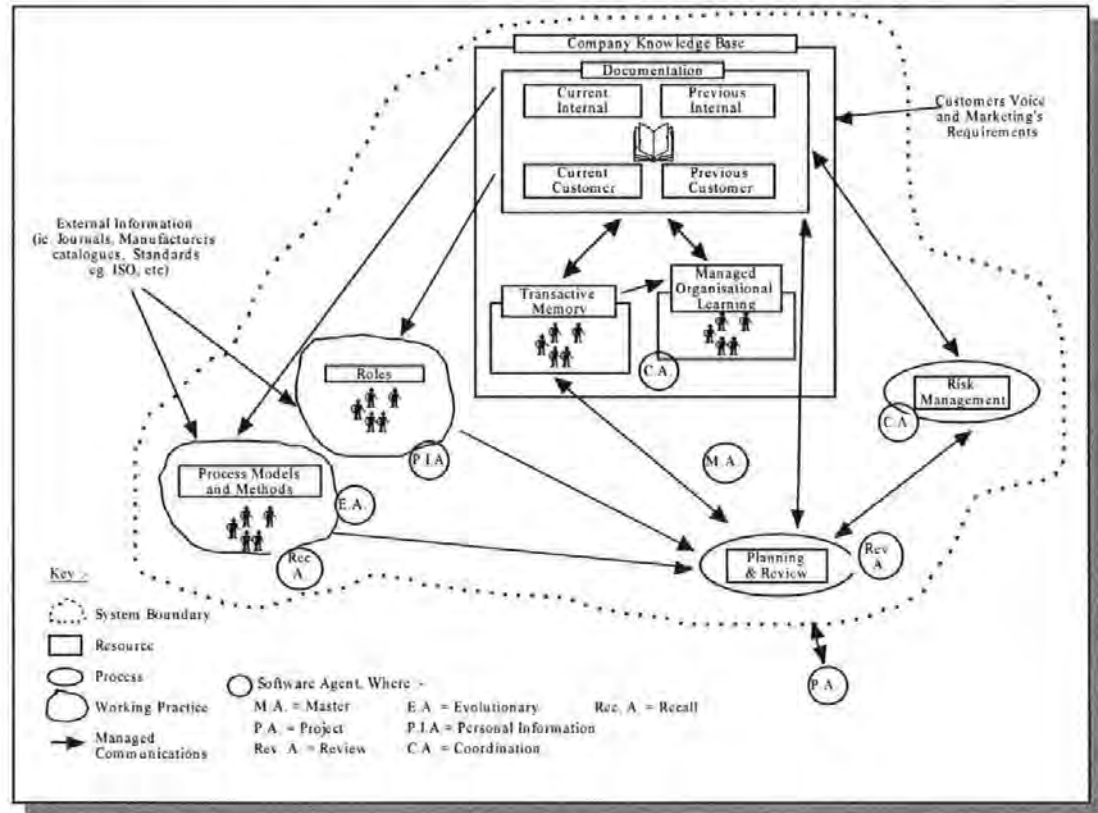 Company Knowledge Base
Documentation
Current
Internal
Previous
Internal
Current
Customer
Previous
Customer
Customers Voice
and Marketing's
Requirements
External Information
(ie. Journals, Manufacturers
catalogues, Standards
eg. ISO, etc)
Transactive
Memory
Managed
Organisational
Learning
C.A.
Roles
P.I.A
Risk
Management
C.A
M.A.
Process Models
and Methods
E.A.
Rec
A.
Planning
& Review
Rev
A
P.A.
Key :-
System Boundary
Resource
Process
Working Practice
Managed
Communications
Software Agent, Where :-
M.A. = Master
E.A. = Evolutionary
Rec. A. = Recall
P.A. = Project
P.I.A = Personal Information
Rev. A. = Review
C.A. = Coordination